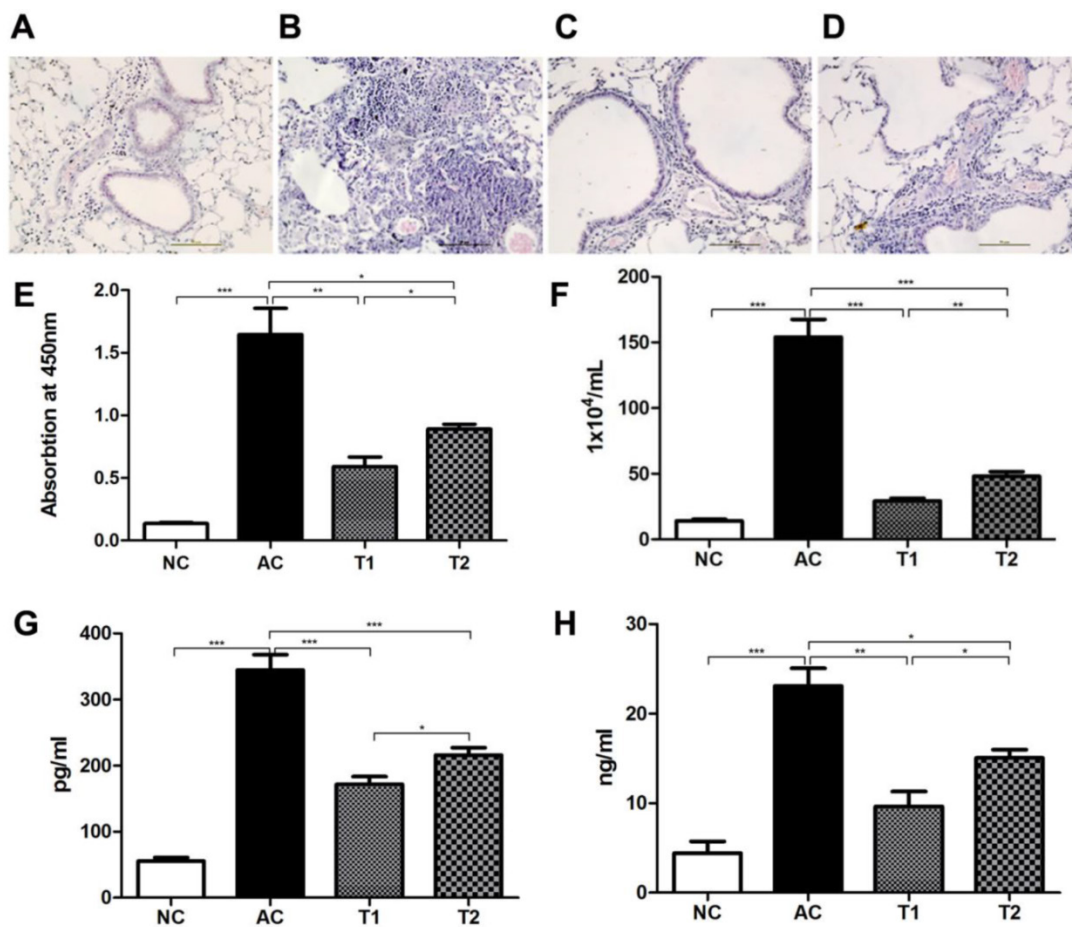 A
B
C
D
E
Absorbtion at 450nm
2.0
1.5
1.0
0.5
0.0
***
**
*
*
NC
AC
T1
T2
F
1x10⁴/mL
200
150
100
50
0
***
***
***
**
NC
AC
T1
T2
G
pg/ml
400
300
200
100
0
***
***
***
*
NC
AC
T1
T2
H
ng/ml
30
20
10
0
***
**
*
*
NC
AC
T1
T2